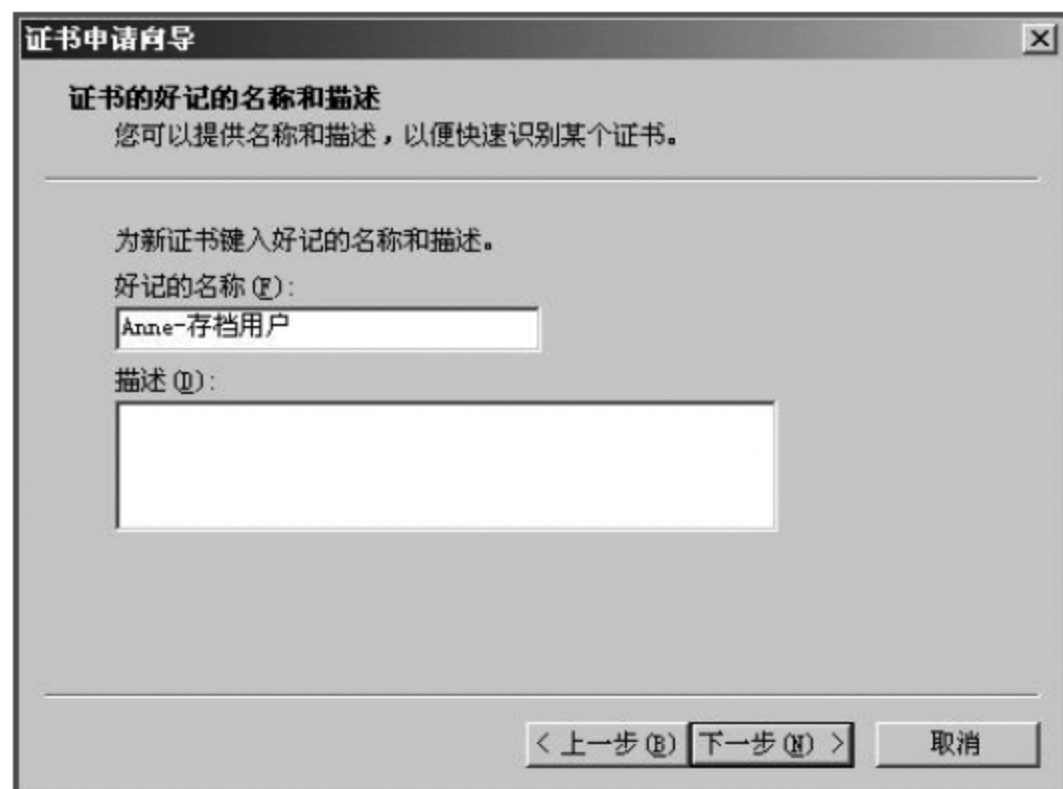 证书申请向导
证书的好记的名称和描述
您可以提供名称和描述，以便快速识别某个证书。
为新证书键入好记的名称和描述。
好记的名称(F):
Anne-存档用户
描述(D):
< 上一步(B) 下一步(N) > 取消